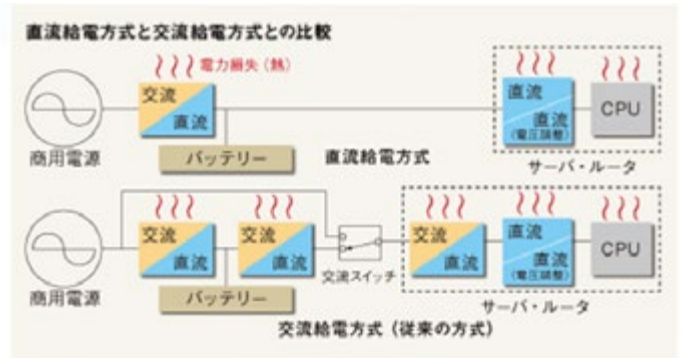 直流給電方式と交流給電方式との比較
電力損失（熱）
交流
直流
商用電源
バッテリー
直流給電方式
直流
直流
（電圧調整）
CPU
サーバ・ルータ
交流
直流
交流
直流
商用電源
バッテリー
交流スイッチ
交流
直流
直流
直流
（電圧調整）
CPU
サーバ・ルータ
交流給電方式（従来の方式）